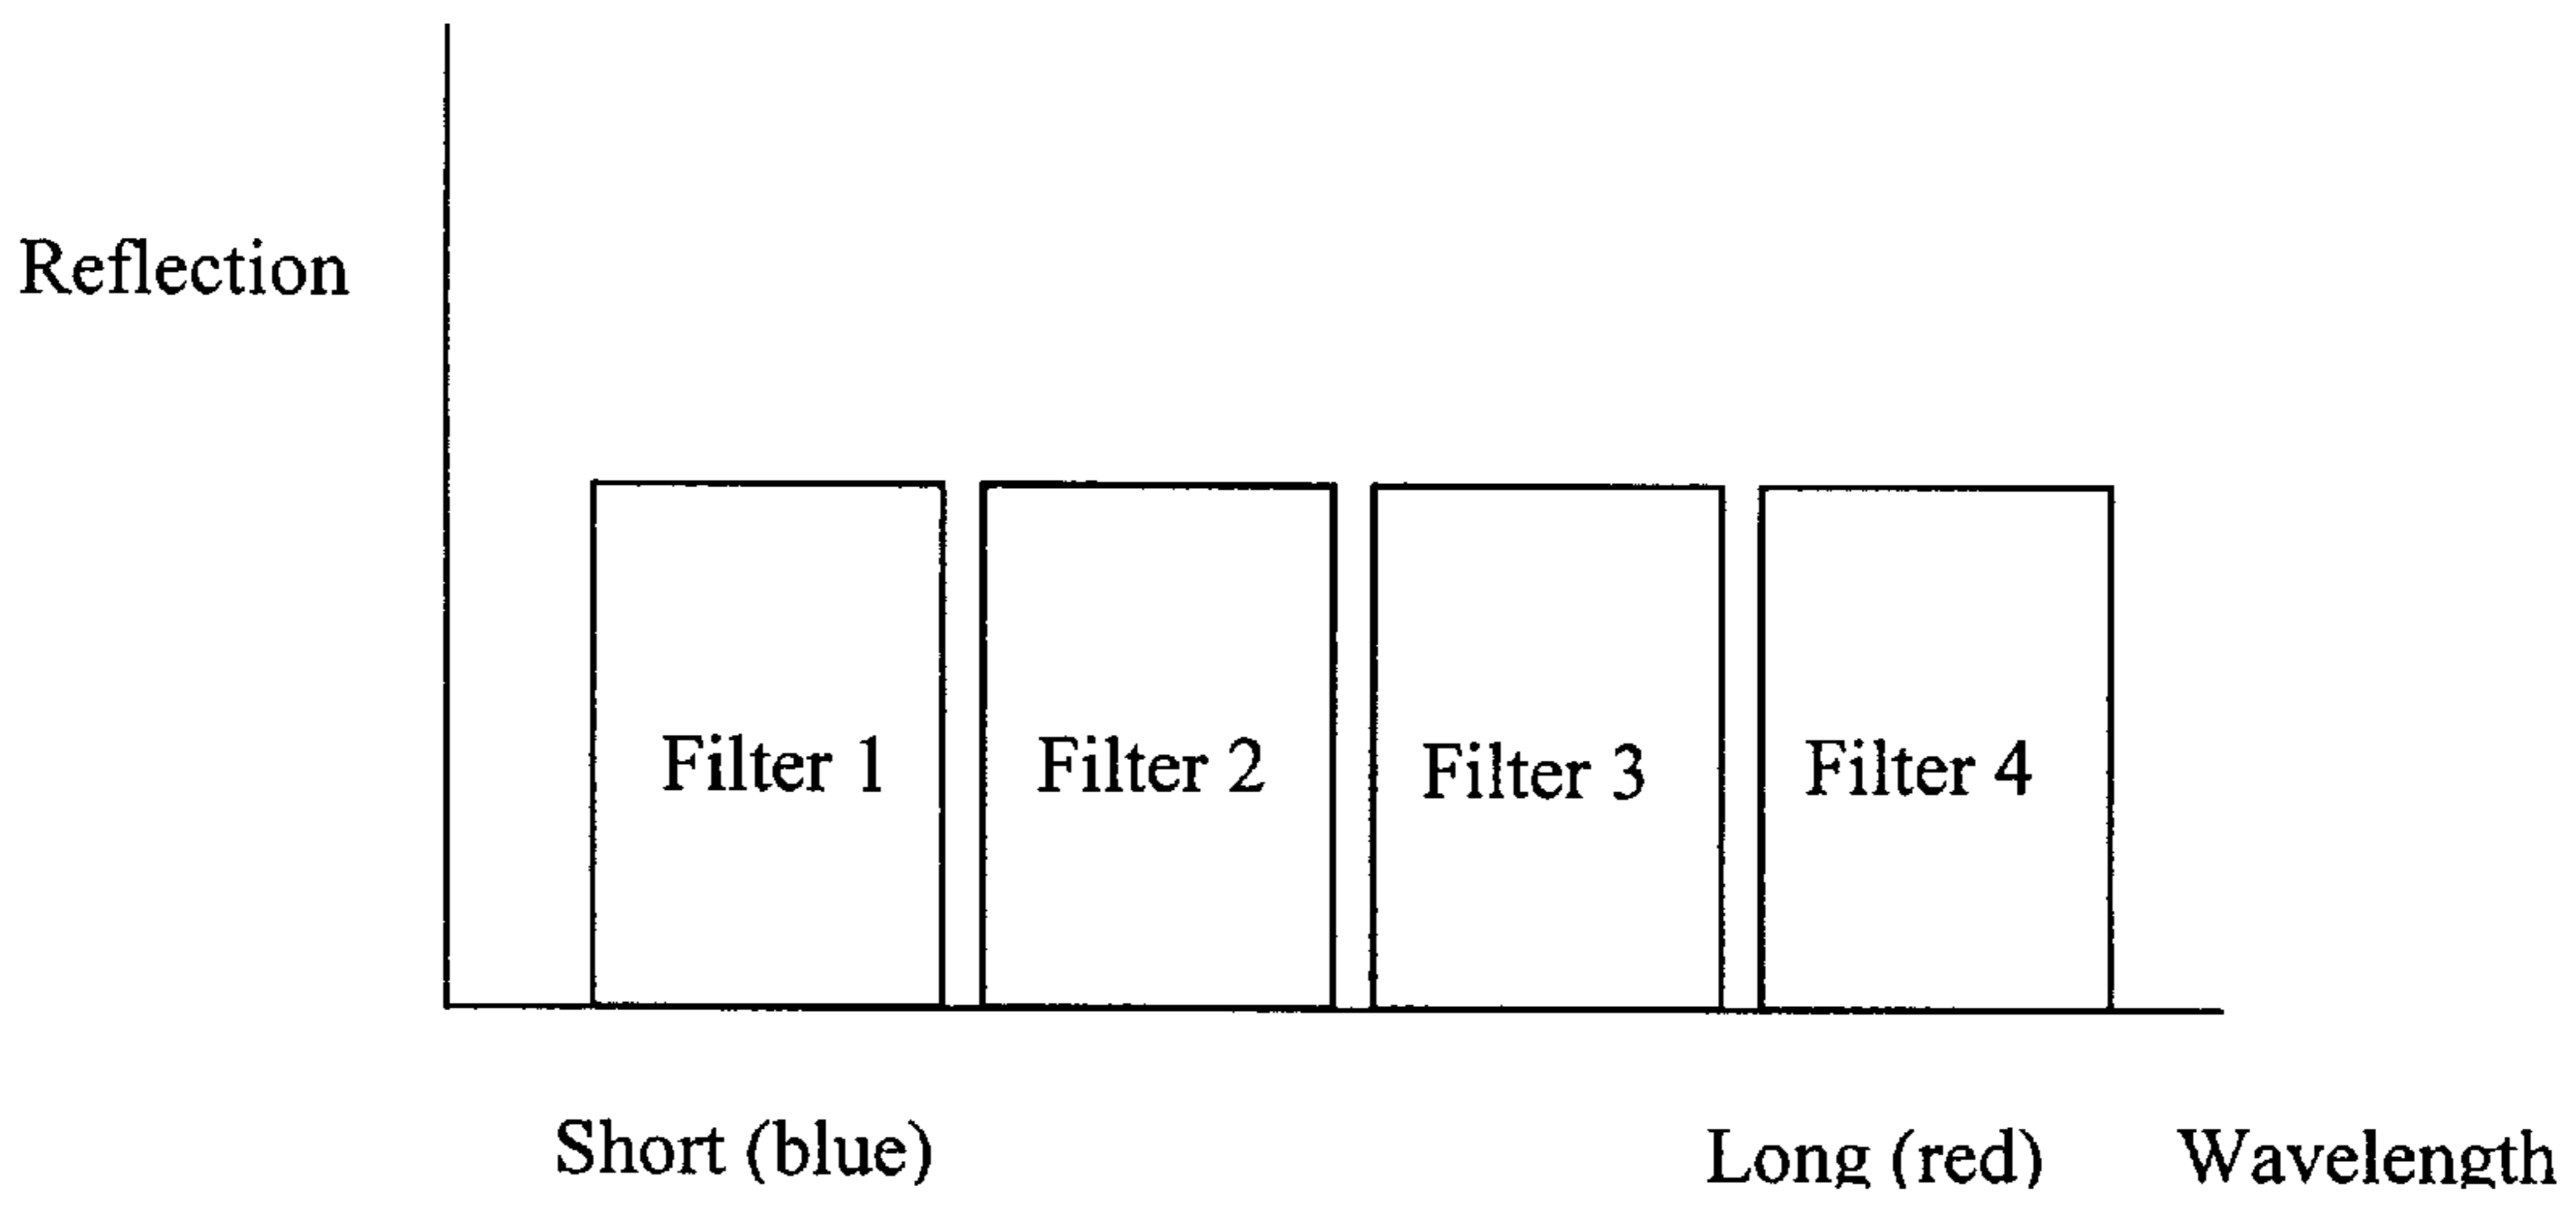 Reflection
Filter 1
Filter 2
Filter 3
Filter 4
Short (blue)
Long (red)
Wavelength